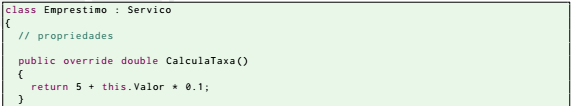 class Emprestimo : Servico
{
  // propriedades
  public override double CalculaTaxa()
  {
    return 5 + this.Valor * 0.1;
  }